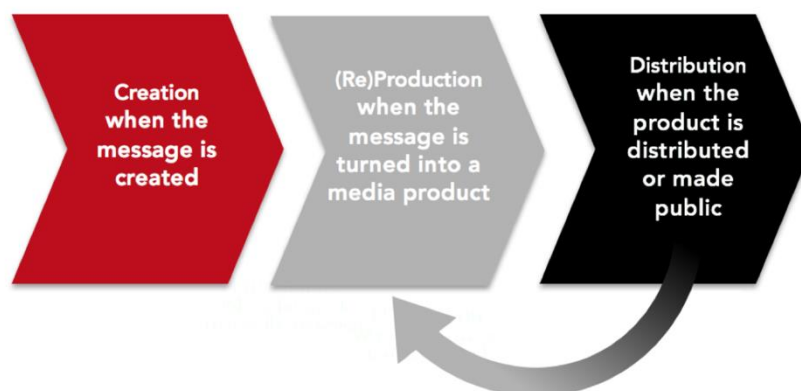 Creation
when the
message is
created
(Re)Production
when the
message is
turned into a
media product
Distribution
when the
product is
distributed
or made
public